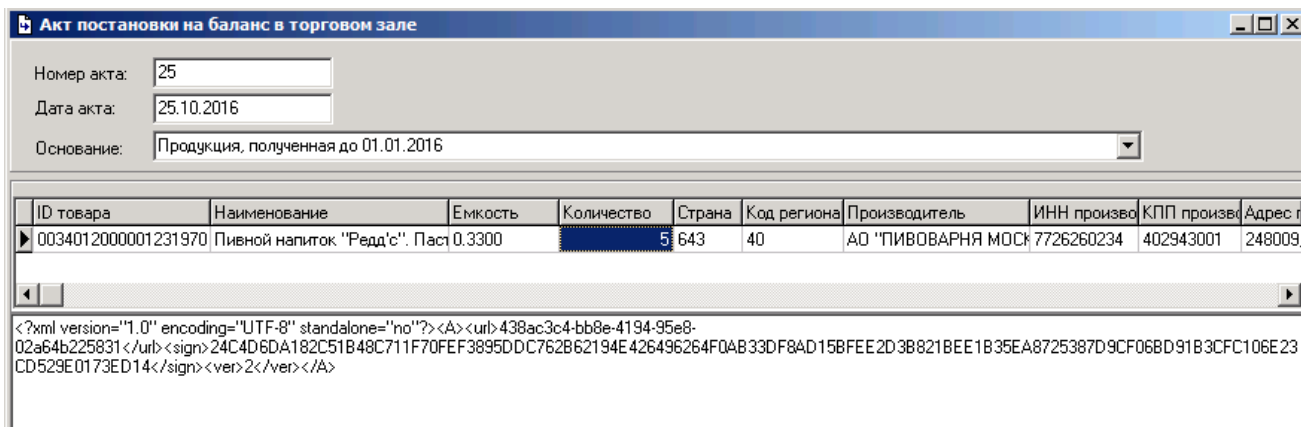 Акт постановки на баланс в торговом зале
Номер акта: 25
Дата акта: 25.10.2016
Основание: Продукция, полученная до 01.01.2016
ID товара Наименование Емкость Количество Страна Код региона Производитель ИНН произво КПП произво Адрес п
0034012000001231970 Пивной напиток "Редд'с". Паст 0.3300 5 643 40 АО "ПИВОВАРНЯ МОСК 7726260234 402943001 248009,
<?xml version="1.0" encoding="UTF-8" standalone="no"?><A><url>438ac3c4-bb8e-4194-95e8-
02a64b225831</url><sign>24C4D6DA182C51B48C711F70FEF3895DDC762B62194E426496264F0AB33DF8AD15BFEE2D3B821BEE1B35EA8725387D9CF06BD91B3CFC106E23
CD529E0173ED14</sign><ver>2</ver></A>